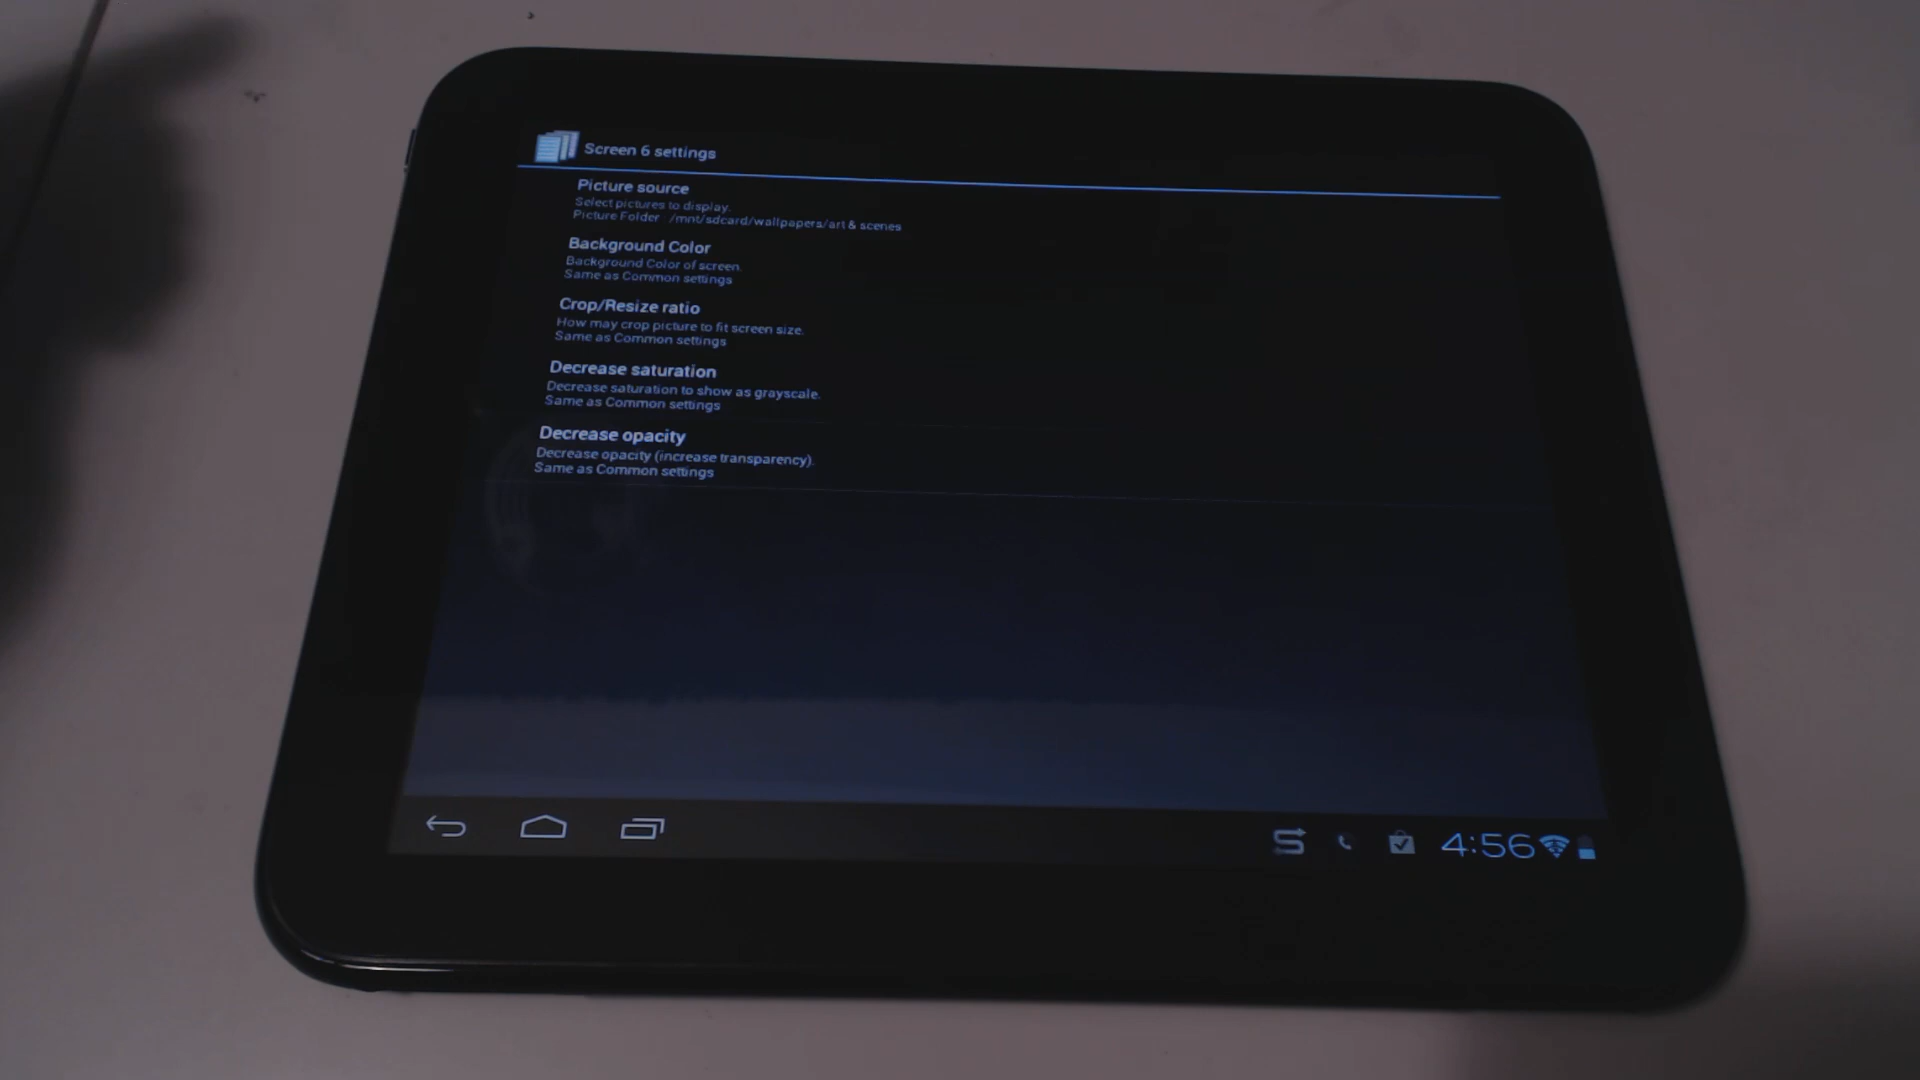 Screen 6 settings
Picture source
Select pictures to display.
Picture Folder /mnt/sdcard/wallpapers/art & scenes
Background Color
Background Color of screen.
Same as Common settings
Crop/Resize ratio
How may crop picture to fit screen size.
Same as Common settings
Decrease saturation
Decrease saturation to show as grayscale.
Same as Common settings
Decrease opacity
Decrease opacity (increase transparency).
Same as Common settings
4:56